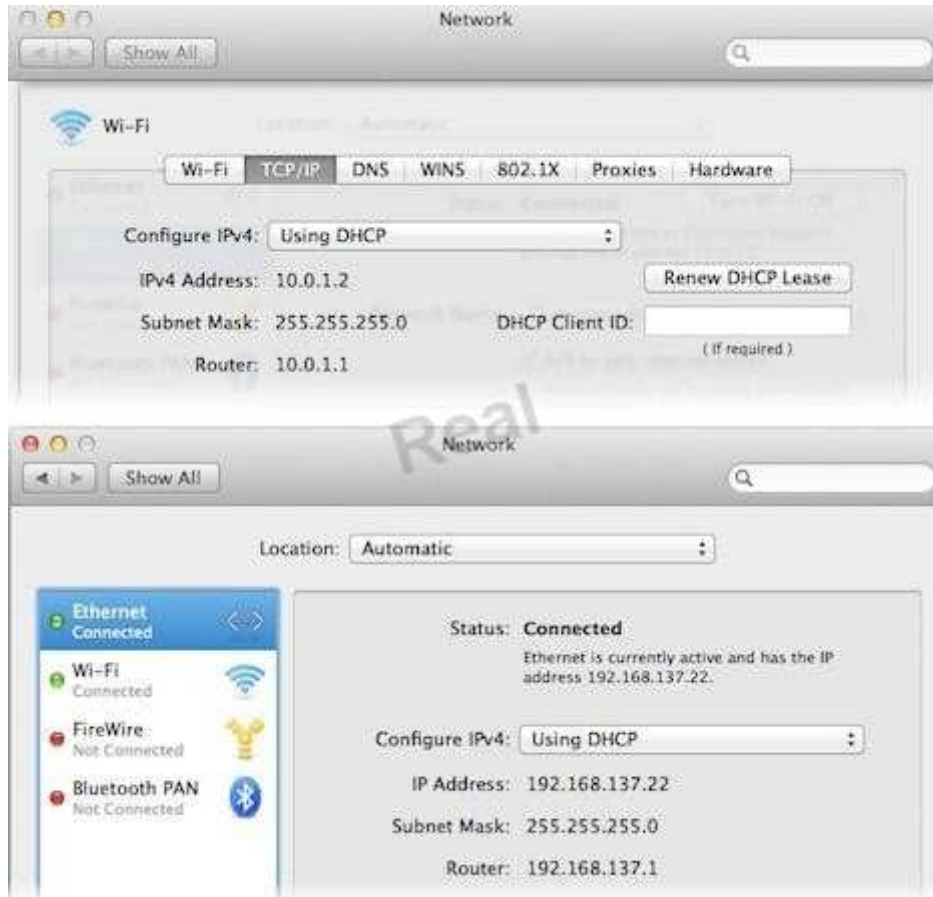 Network
Show All
Wi-Fi
Wi-Fi TCP/IP DNS WINS 802.1X Proxies Hardware
Configure IPv4: Using DHCP
IPv4 Address: 10.0.1.2
Renew DHCP Lease
Subnet Mask: 255.255.255.0
DHCP Client ID:
( If required )
Router: 10.0.1.1
Real
Network
Show All
Location: Automatic
Ethernet
Connected
Wi-Fi
Connected
FireWire
Not Connected
Bluetooth PAN
Not Connected
Status: Connected
Ethernet is currently active and has the IP
address 192.168.137.22.
Configure IPv4: Using DHCP
IP Address: 192.168.137.22
Subnet Mask: 255.255.255.0
Router: 192.168.137.1